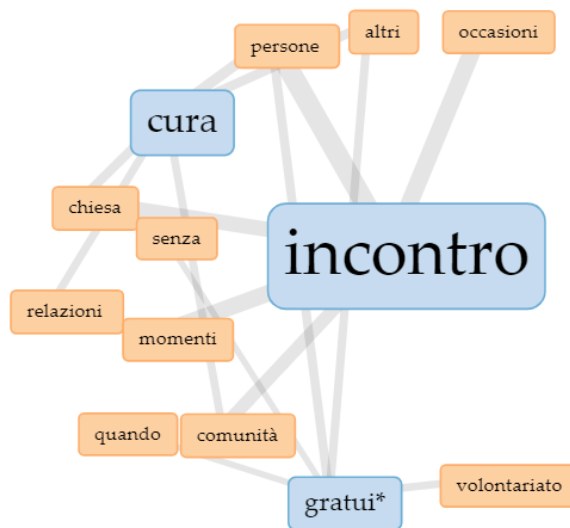 persone
altri
occasioni
cura
chiesa
senza
incontro
relazioni
momenti
quando
comunità
gratui*
volontariato